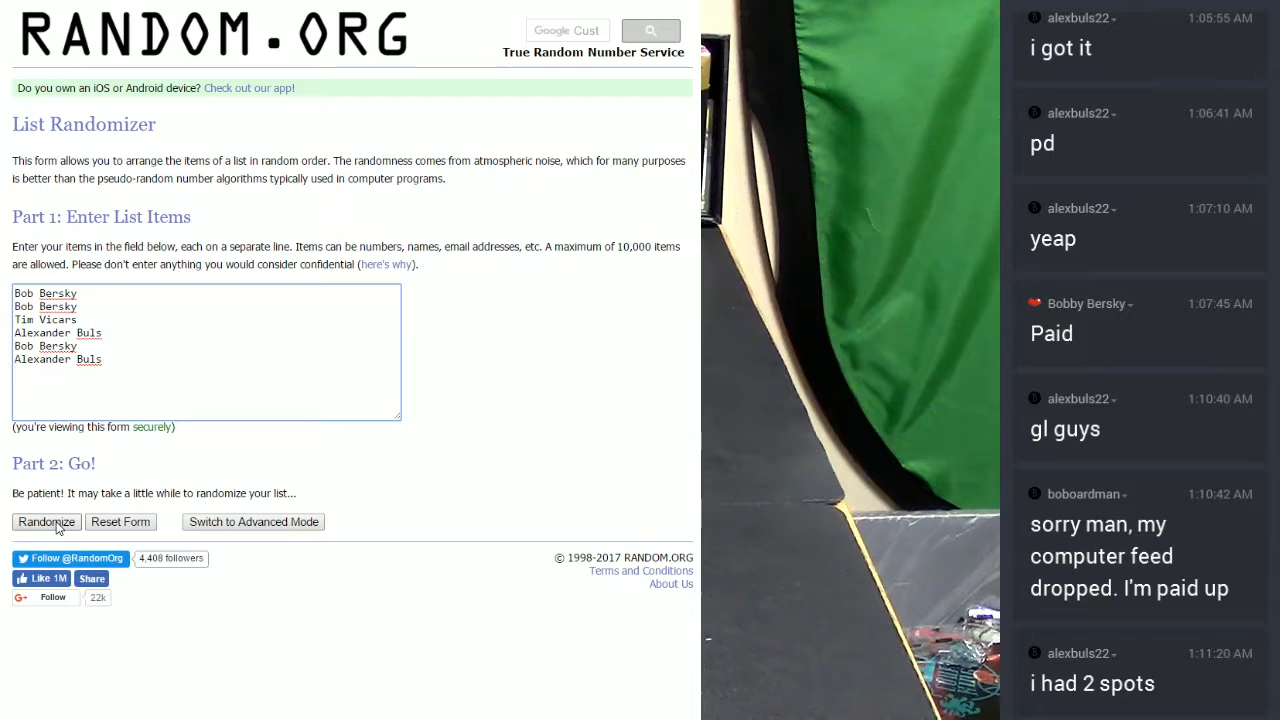 RANDOM.ORG
Google Cust
True Random Number Service
Do you own an iOS or Android device? Check out our app!
List Randomizer
This form allows you to arrange the items of a list in random order. The randomness comes from atmospheric noise, which for many purposes
is better than the pseudo-random number algorithms typically used in computer programs.
Part 1: Enter List Items
Enter your items in the field below, each on a separate line. Items can be numbers, names, email addresses, etc. A maximum of 10,000 items
are allowed. Please don't enter anything you would consider confidential (here's why).
Bob Bersky
Bob Bersky
Tim Vicars
Alexander Buls
Bob Bersky
Alexander Buls
(you're viewing this form securely)
Part 2: Go!
Be patient! It may take a little while to randomize your list...
Randomize Reset Form Switch to Advanced Mode
Follow @RandomOrg 4,408 followers
Like 1M Share
Follow 22k
© 1998-2017 RANDOM.ORG
Terms and Conditions
About Us
alexbuls22 1:05:55 AM
i got it
alexbuls22 1:06:41 AM
pd
alexbuls22 1:07:10 AM
yeap
Bobby Bersky 1:07:45 AM
Paid
alexbuls22 1:10:40 AM
gl guys
boboardman 1:10:42 AM
sorry man, my
computer feed
dropped. I'm paid up
alexbuls22 1:11:20 AM
i had 2 spots